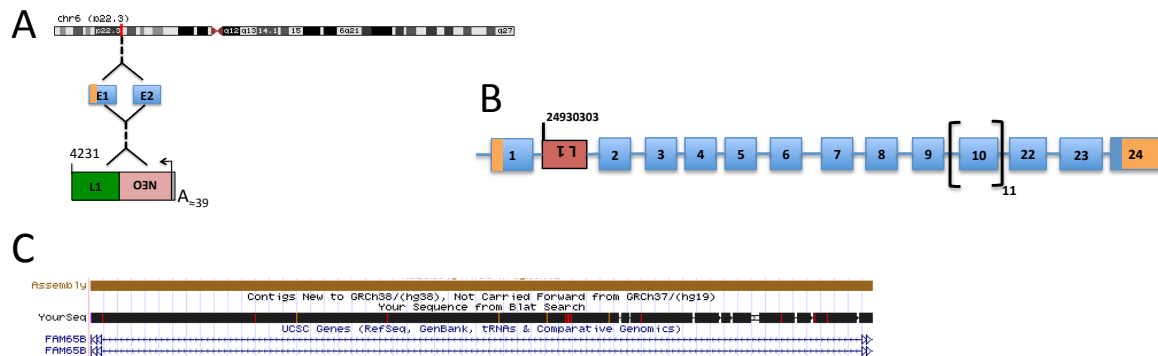 A
chr6 (p22.3)
p22.3 q12 q13 14.1 15 6q21 q27
E1 E2
4231
L1 NEO
A≈39
B
24930303
1 L1 2 3 4 5 6 7 8 9 10 22 23 24
11
C
Assembly
Contigs New to GRCh38/(hg38), Not Carried Forward from GRCh37/(hg19)
Your Sequence from Blat Search
YourSeq
UCSC Genes (RefSeq, GenBank, tRNAs & Comparative Genomics)
FAM65B
FAM65B